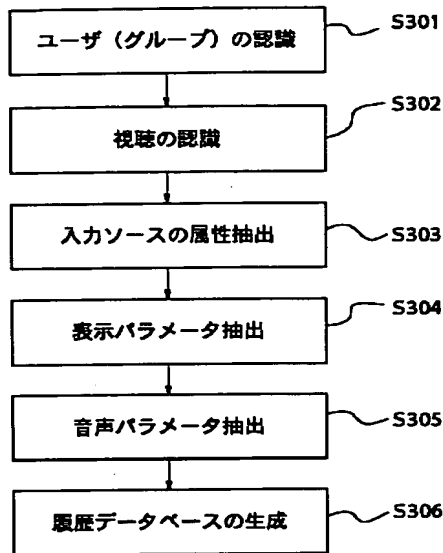 ユーザ（グループ）の認識
S301
視聴の認識
S302
入力ソースの属性抽出
S303
表示パラメータ抽出
S304
音声パラメータ抽出
S305
履歴データベースの生成
S306